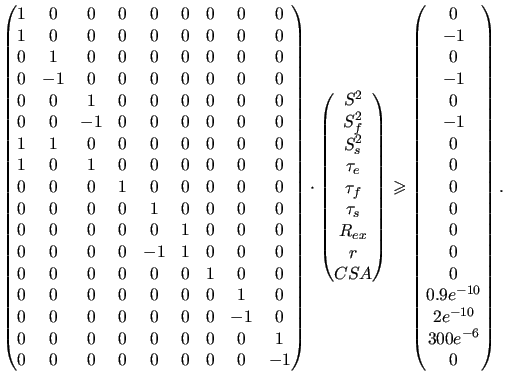 1 0 0 0 0 0 0 0 0
1 0 0 0 0 0 0 0 0
0 1 0 0 0 0 0 0 0
0 −1 0 0 0 0 0 0 0
0 0 1 0 0 0 0 0 0
0 0 −1 0 0 0 0 0 0
1 1 0 0 0 0 0 0 0
1 0 1 0 0 0 0 0 0
0 0 0 1 0 0 0 0 0
0 0 0 0 1 0 0 0 0
0 0 0 0 0 1 0 0 0
0 0 0 0 −1 1 0 0 0
0 0 0 0 0 0 1 0 0
0 0 0 0 0 0 0 1 0
0 0 0 0 0 0 0 −1 0
0 0 0 0 0 0 0 0 1
0 0 0 0 0 0 0 0 −1
·
S^2
S_f^2
S_s^2
τ_e
τ_f
τ_s
R_{ex}
r
CSA
⩾
0
−1
0
−1
0
−1
0
0
0
0
0
0
0
0.9e^{−10}
2e^{−10}
300e^{−6}
0
.